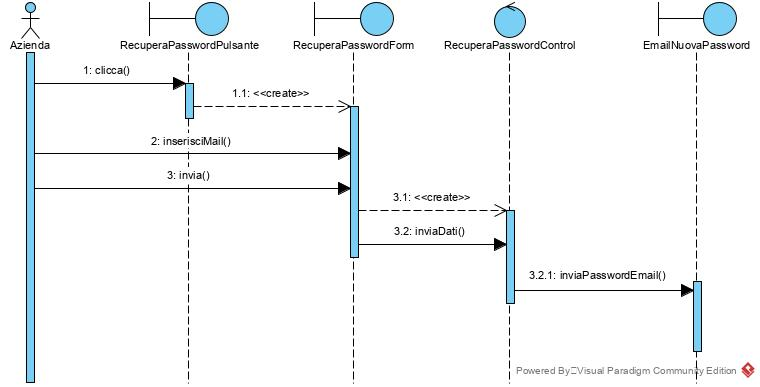 Azienda
RecuperaPasswordPulsante
RecuperaPasswordForm
RecuperaPasswordControl
EmailNuovaPassword
1: clicca()
1.1: <<create>>
2: inserisciMail()
3: invia()
3.1: <<create>>
3.2: inviaDati()
3.2.1: inviaPasswordEmail()
Powered By Visual Paradigm Community Edition